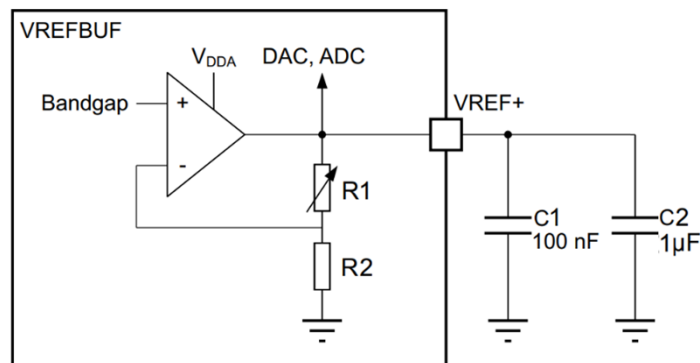 VREFBUF
VDDA
DAC, ADC
Bandgap
VREF+
+
-
R1
C1
100 nF
C2
1µF
R2